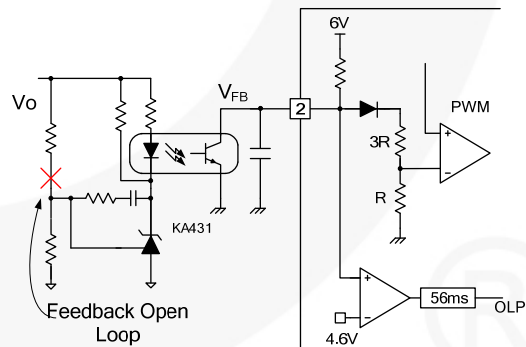 6V
Vo
VFB
2
PWM
3R
R
+
-
KA431
Feedback Open
Loop
+
-
56ms
OLP
4.6V
®